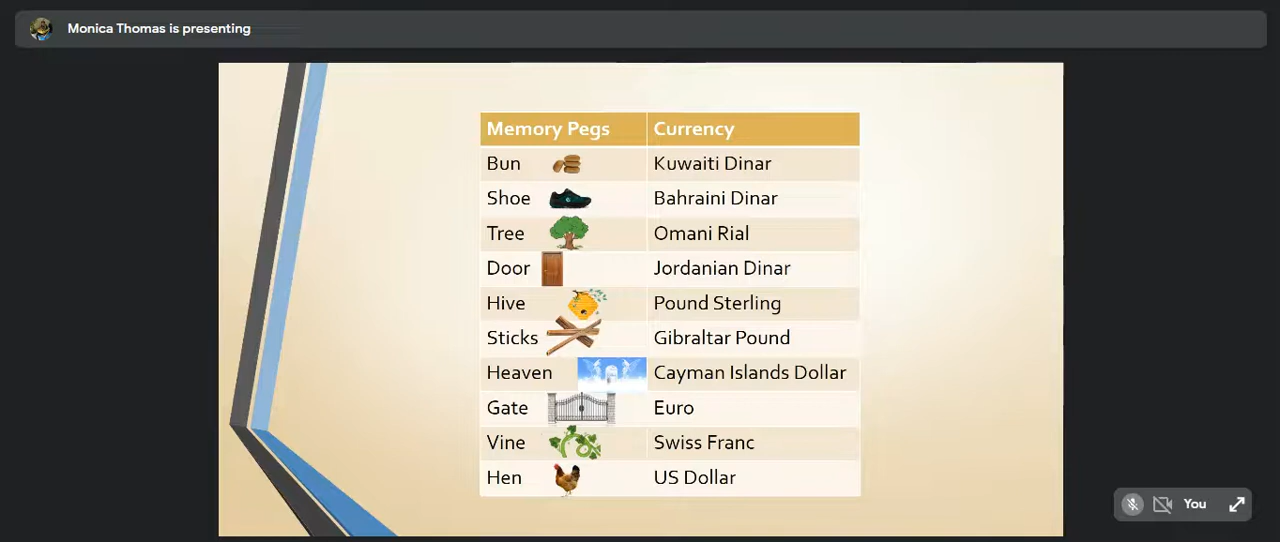 Monica Thomas is presenting
Memory Pegs Currency
Bun Kuwaiti Dinar
Shoe Bahraini Dinar
Tree Omani Rial
Door Jordanian Dinar
Hive Pound Sterling
Sticks Gibraltar Pound
Heaven Cayman Islands Dollar
Gate Euro
Vine Swiss Franc
Hen US Dollar
You